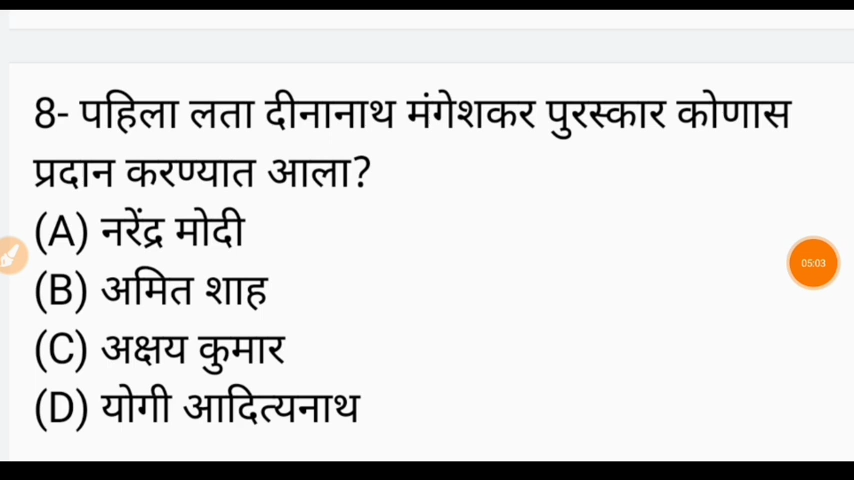 8- पहिला लता दीनानाथ मंगेशकर पुरस्कार कोणास
प्रदान करण्यात आला?
(A) नरेंद्र मोदी
(B) अमित शाह
(C) अक्षय कुमार
(D) योगी आदित्यनाथ
05:03